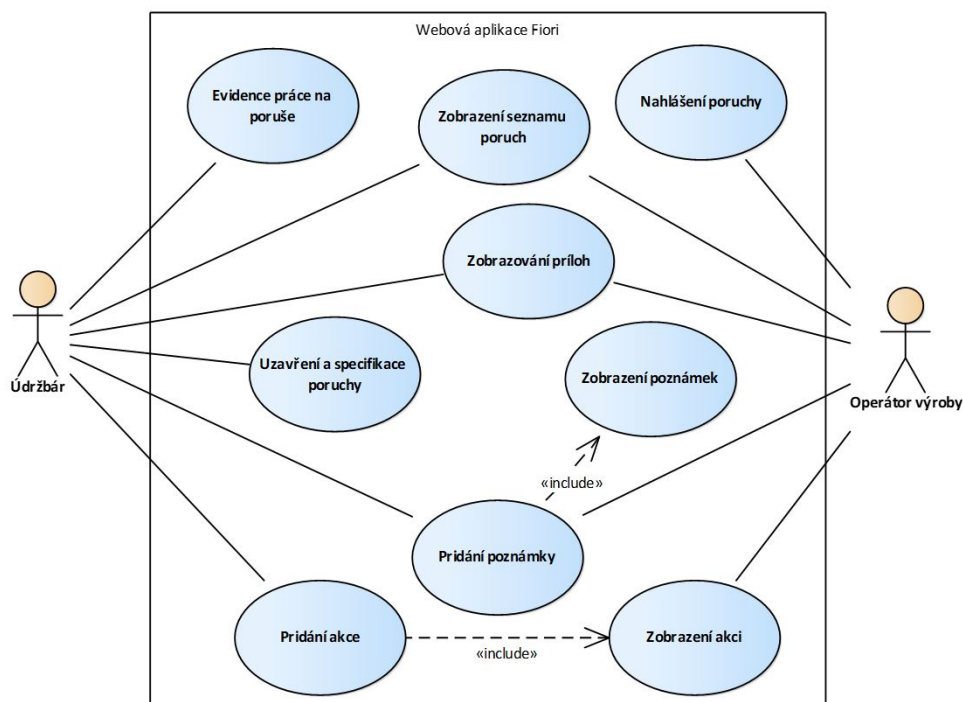 Webová aplikace Fiori
Evidence práce na
poruše
Zobrazení seznamu
poruch
Nahlášení poruchy
Zobrazování príloh
Uzavření a specifikace
poruchy
Zobrazení poznámek
Údržbár
Operátor výroby
«include»
Pridání poznámky
Pridání akce
«include»
Zobrazení akci